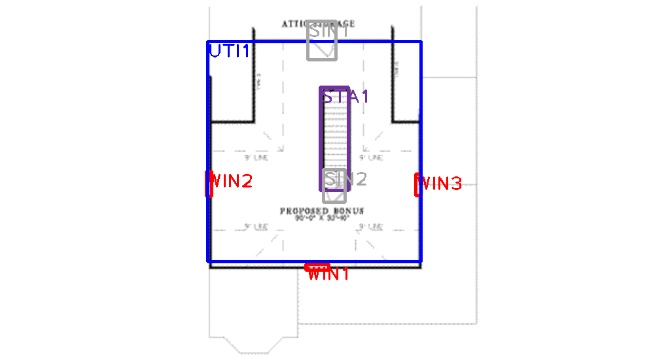 ATTIC STORAGE
SIN1
UTI1
STA1
9' LINE
9' LINE
SIN2
WIN2
WIN3
PROPOSED BONUS
9' LINE
9' LINE
WIN1